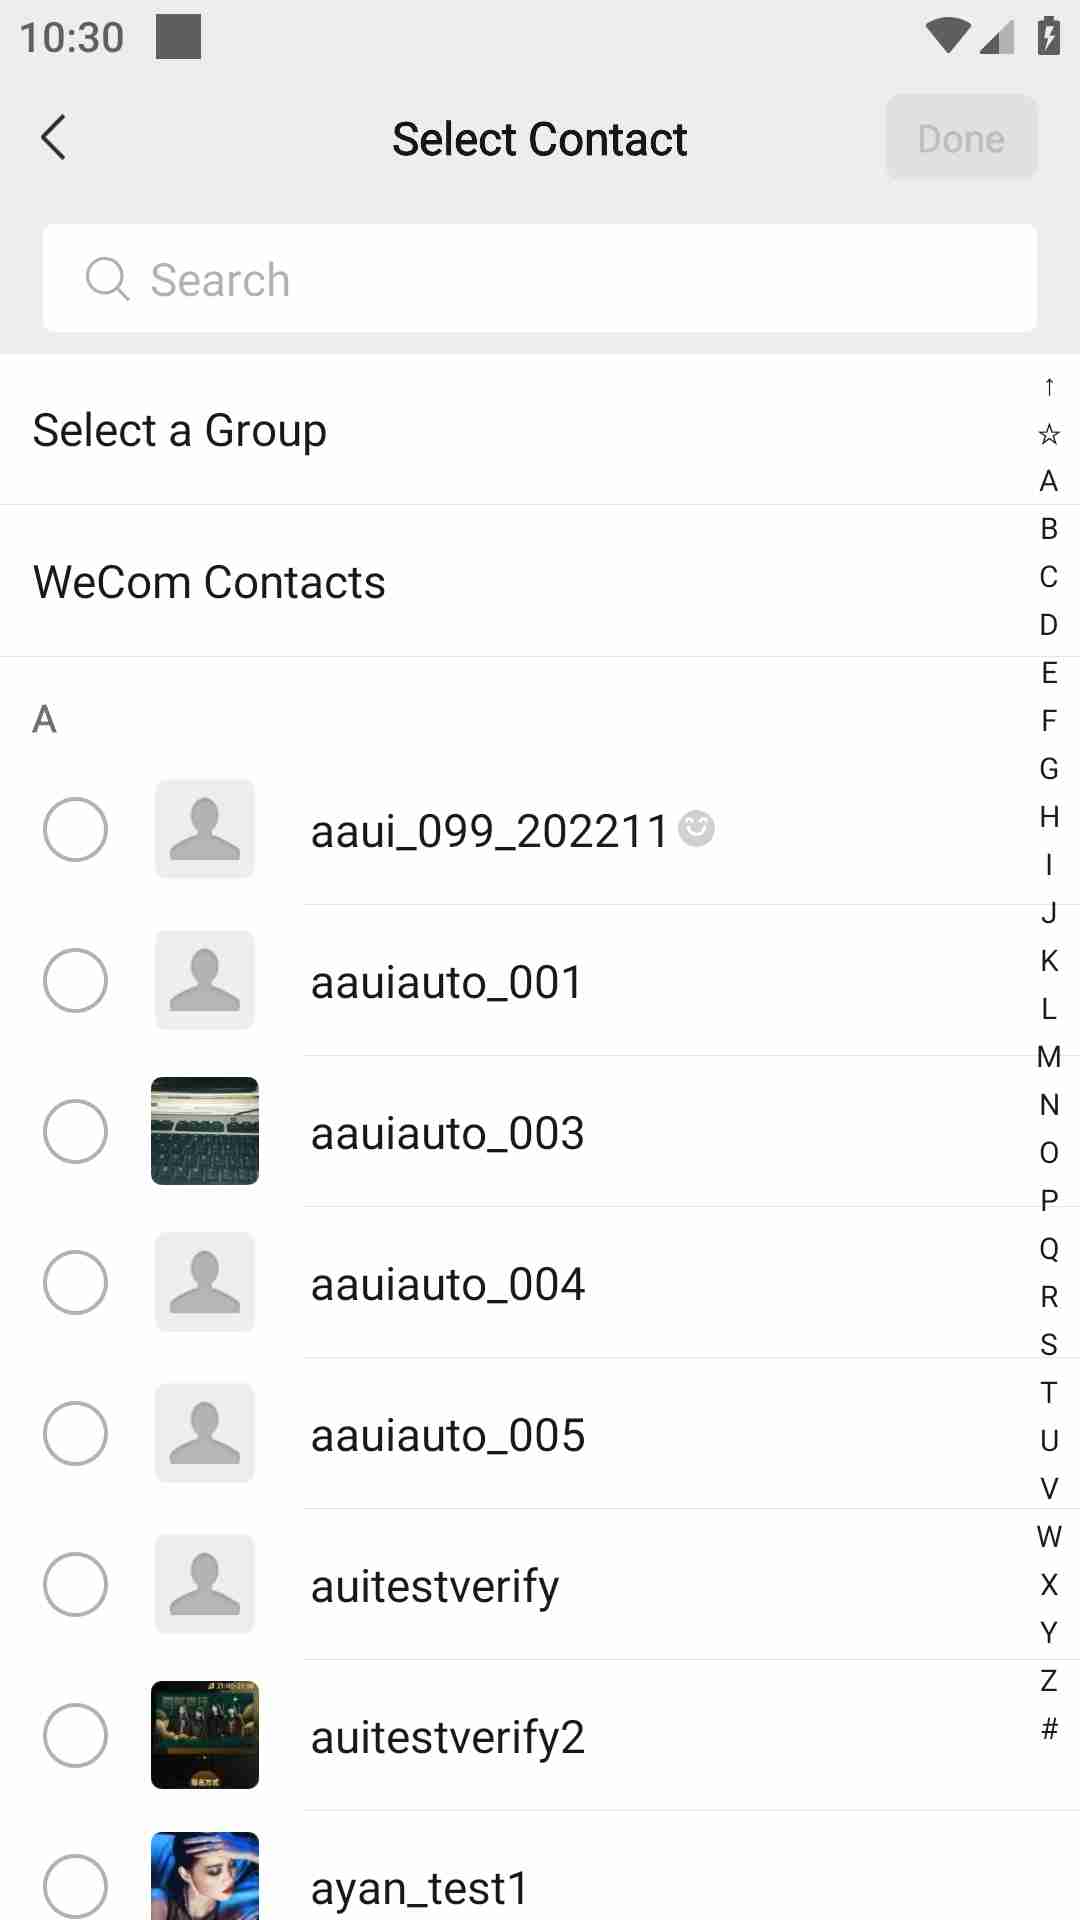 10:30
Select Contact
Done
Search
Select a Group
WeCom Contacts
A
aaui_099_202211
aauiauto_001
aauiauto_003
aauiauto_004
aauiauto_005
auitestverify
auitestverify2
ayan_test1
↑
☆
A
B
C
D
E
F
G
H
I
J
K
L
M
N
O
P
Q
R
S
T
U
V
W
X
Y
Z
#